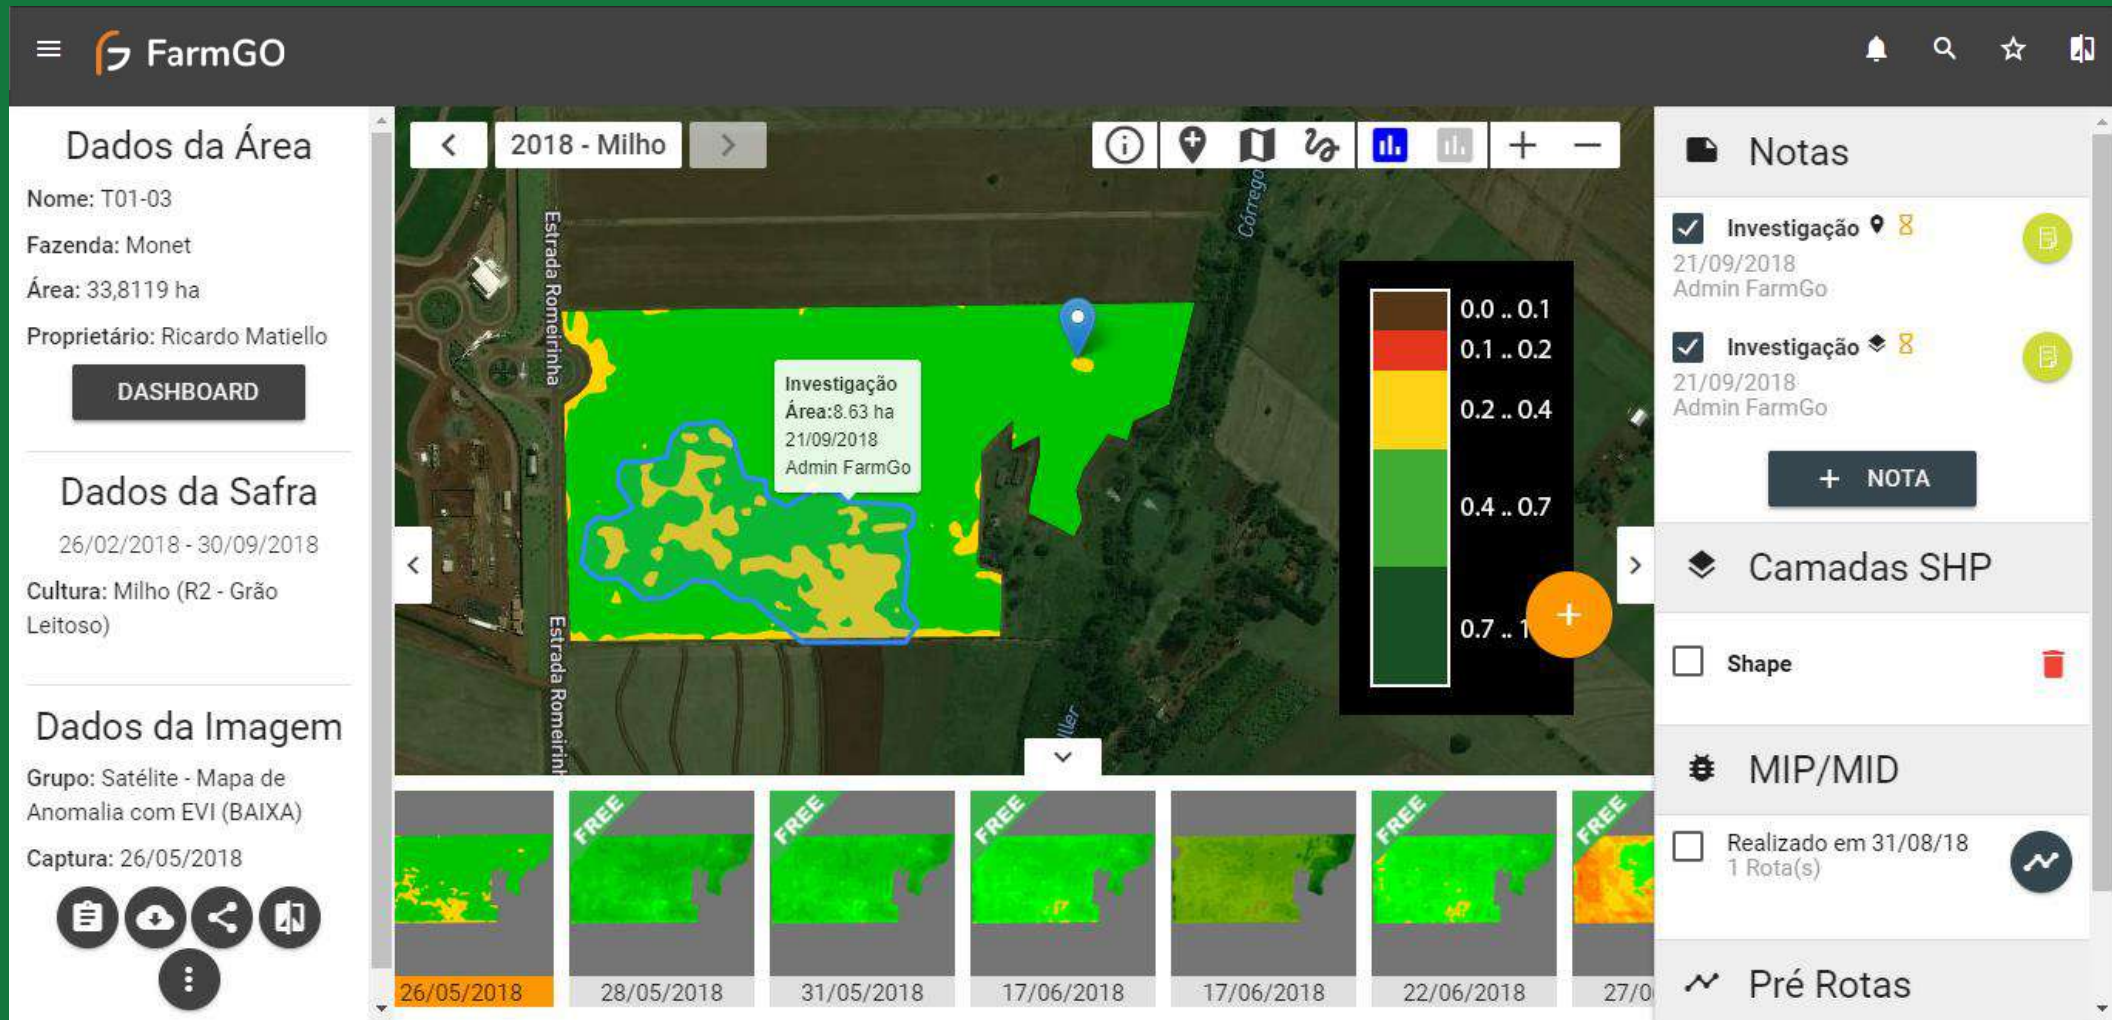 FarmGO
Dados da Área
Nome: T01-03
Fazenda: Monet
Área: 33,8119 ha
Proprietário: Ricardo Matiello
DASHBOARD
Dados da Safra
26/02/2018 - 30/09/2018
Cultura: Milho (R2 - Grão
Leitoso)
Dados da Imagem
Grupo: Satélite - Mapa de
Anomalia com EVI (BAIXA)
Captura: 26/05/2018
2018 - Milho
Estrada Romeirinha
Córrego
Investigação
Área:8.63 ha
21/09/2018
Admin FarmGo
0.0 .. 0.1
0.1 .. 0.2
0.2 .. 0.4
0.4 .. 0.7
0.7 .. 1
Estrada Romeirinh
ller
FREE
FREE
FREE
FREE
FREE
26/05/2018
28/05/2018
31/05/2018
17/06/2018
17/06/2018
22/06/2018
27/0
Notas
Investigação
21/09/2018
Admin FarmGo
Investigação
21/09/2018
Admin FarmGo
+ NOTA
Camadas SHP
Shape
MIP/MID
Realizado em 31/08/18
1 Rota(s)
Pré Rotas